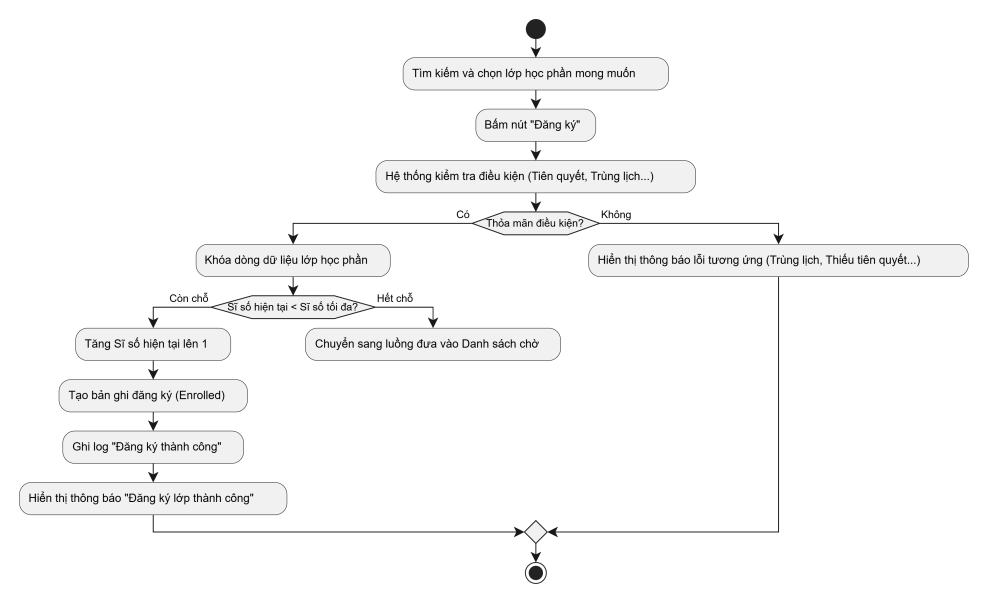 Tìm kiếm và chọn lớp học phần mong muốn
Bấm nút "Đăng ký"
Hệ thống kiểm tra điều kiện (Tiên quyết, Trùng lịch...)
Thỏa mãn điều kiện?
Có
Không
Khóa dòng dữ liệu lớp học phần
Hiển thị thông báo lỗi tương ứng (Trùng lịch, Thiếu tiên quyết...)
Sĩ số hiện tại < Sĩ số tối đa?
Còn chỗ
Hết chỗ
Tăng Sĩ số hiện tại lên 1
Chuyển sang luồng đưa vào Danh sách chờ
Tạo bản ghi đăng ký (Enrolled)
Ghi log "Đăng ký thành công"
Hiển thị thông báo "Đăng ký lớp thành công"